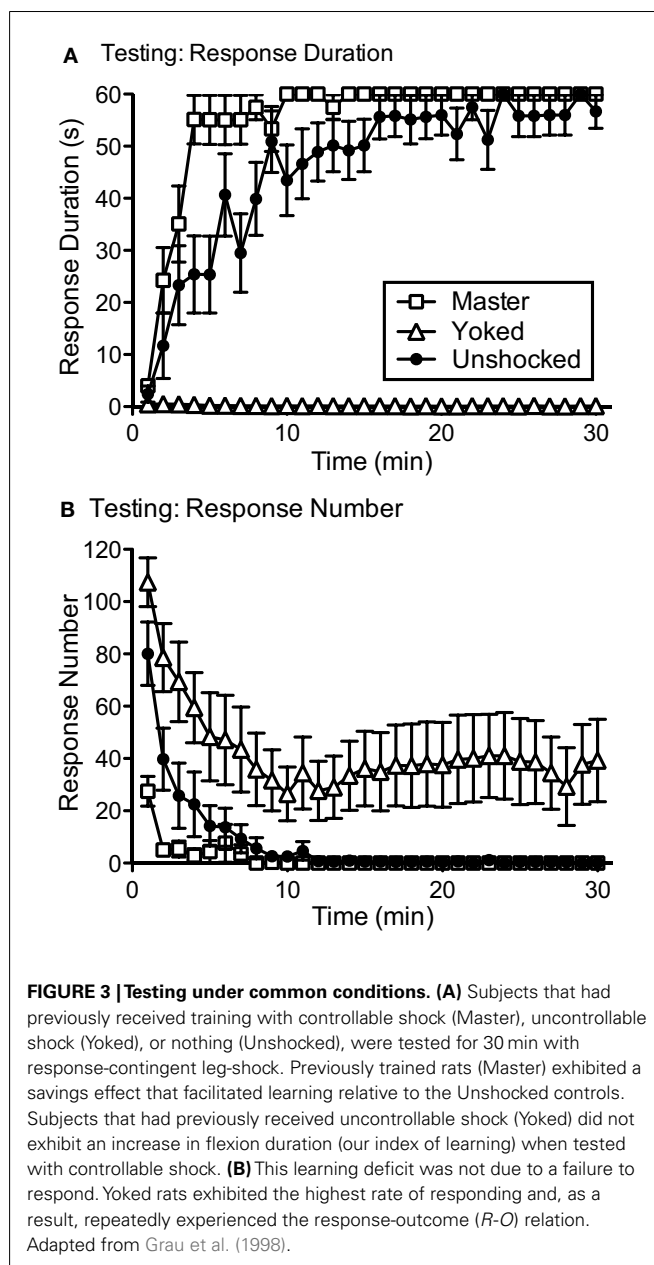 A Testing: Response Duration
60
50
40
30
20
10
0
Response Duration (s)
Master
Yoked
Unshocked
0 10 20 30
Time (min)
B Testing: Response Number
120
100
80
60
40
20
0
Response Number
0 10 20 30
Time (min)
FIGURE 3 | Testing under common conditions. (A) Subjects that had
previously received training with controllable shock (Master), uncontrollable
shock (Yoked), or nothing (Unshocked), were tested for 30 min with
response-contingent leg-shock. Previously trained rats (Master) exhibited a
savings effect that facilitated learning relative to the Unshocked controls.
Subjects that had previously received uncontrollable shock (Yoked) did not
exhibit an increase in flexion duration (our index of learning) when tested
with controllable shock. (B) This learning deficit was not due to a failure to
respond. Yoked rats exhibited the highest rate of responding and, as a
result, repeatedly experienced the response-outcome (R-O) relation.
Adapted from Grau et al. (1998).